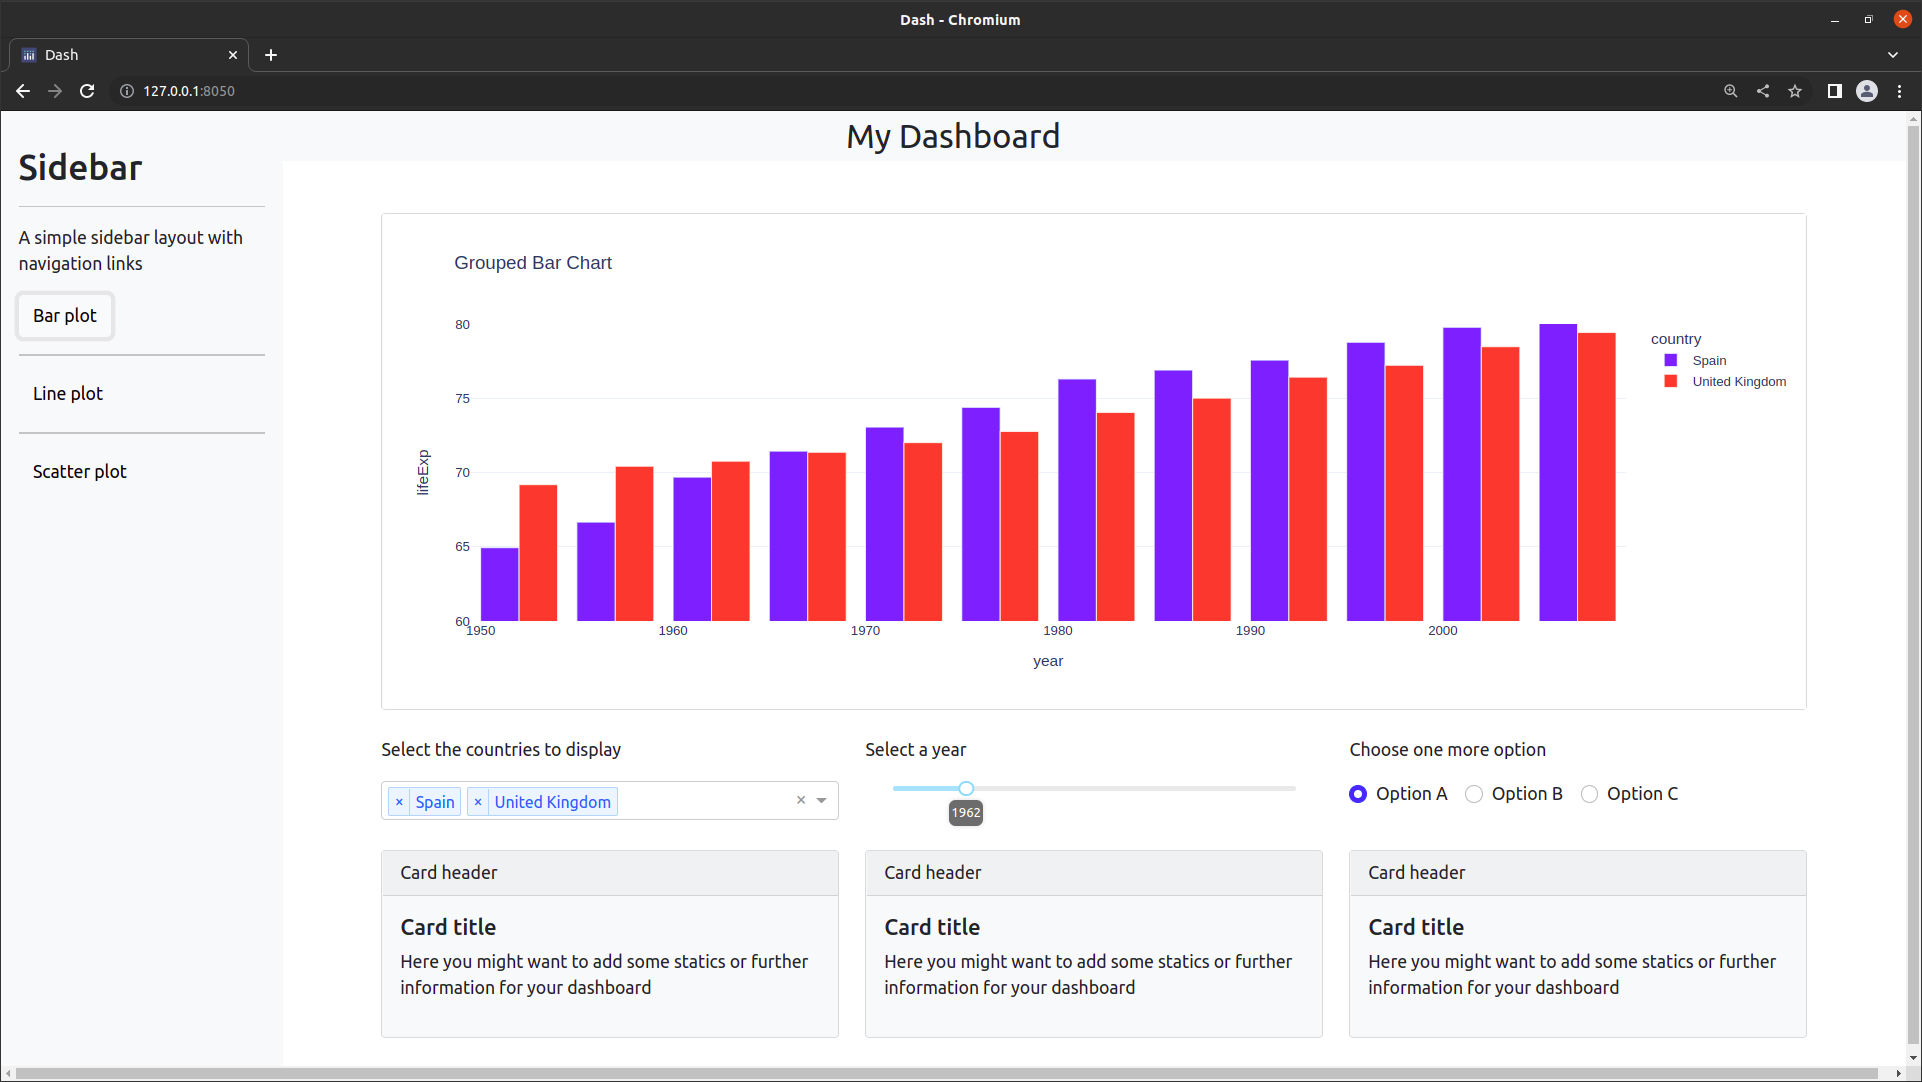 Dash - Chromium
Dash
127.0.0.1:8050
My Dashboard
Sidebar
A simple sidebar layout with
navigation links
Bar plot
Line plot
Scatter plot
Grouped Bar Chart
80
75
70
65
60
lifeExp
1950 1960 1970 1980 1990 2000
year
country
Spain
United Kingdom
Select the countries to display
× Spain × United Kingdom ×
Select a year
1962
Choose one more option
Option A Option B Option C
Card header
Card title
Here you might want to add some statics or further
information for your dashboard
Card header
Card title
Here you might want to add some statics or further
information for your dashboard
Card header
Card title
Here you might want to add some statics or further
information for your dashboard